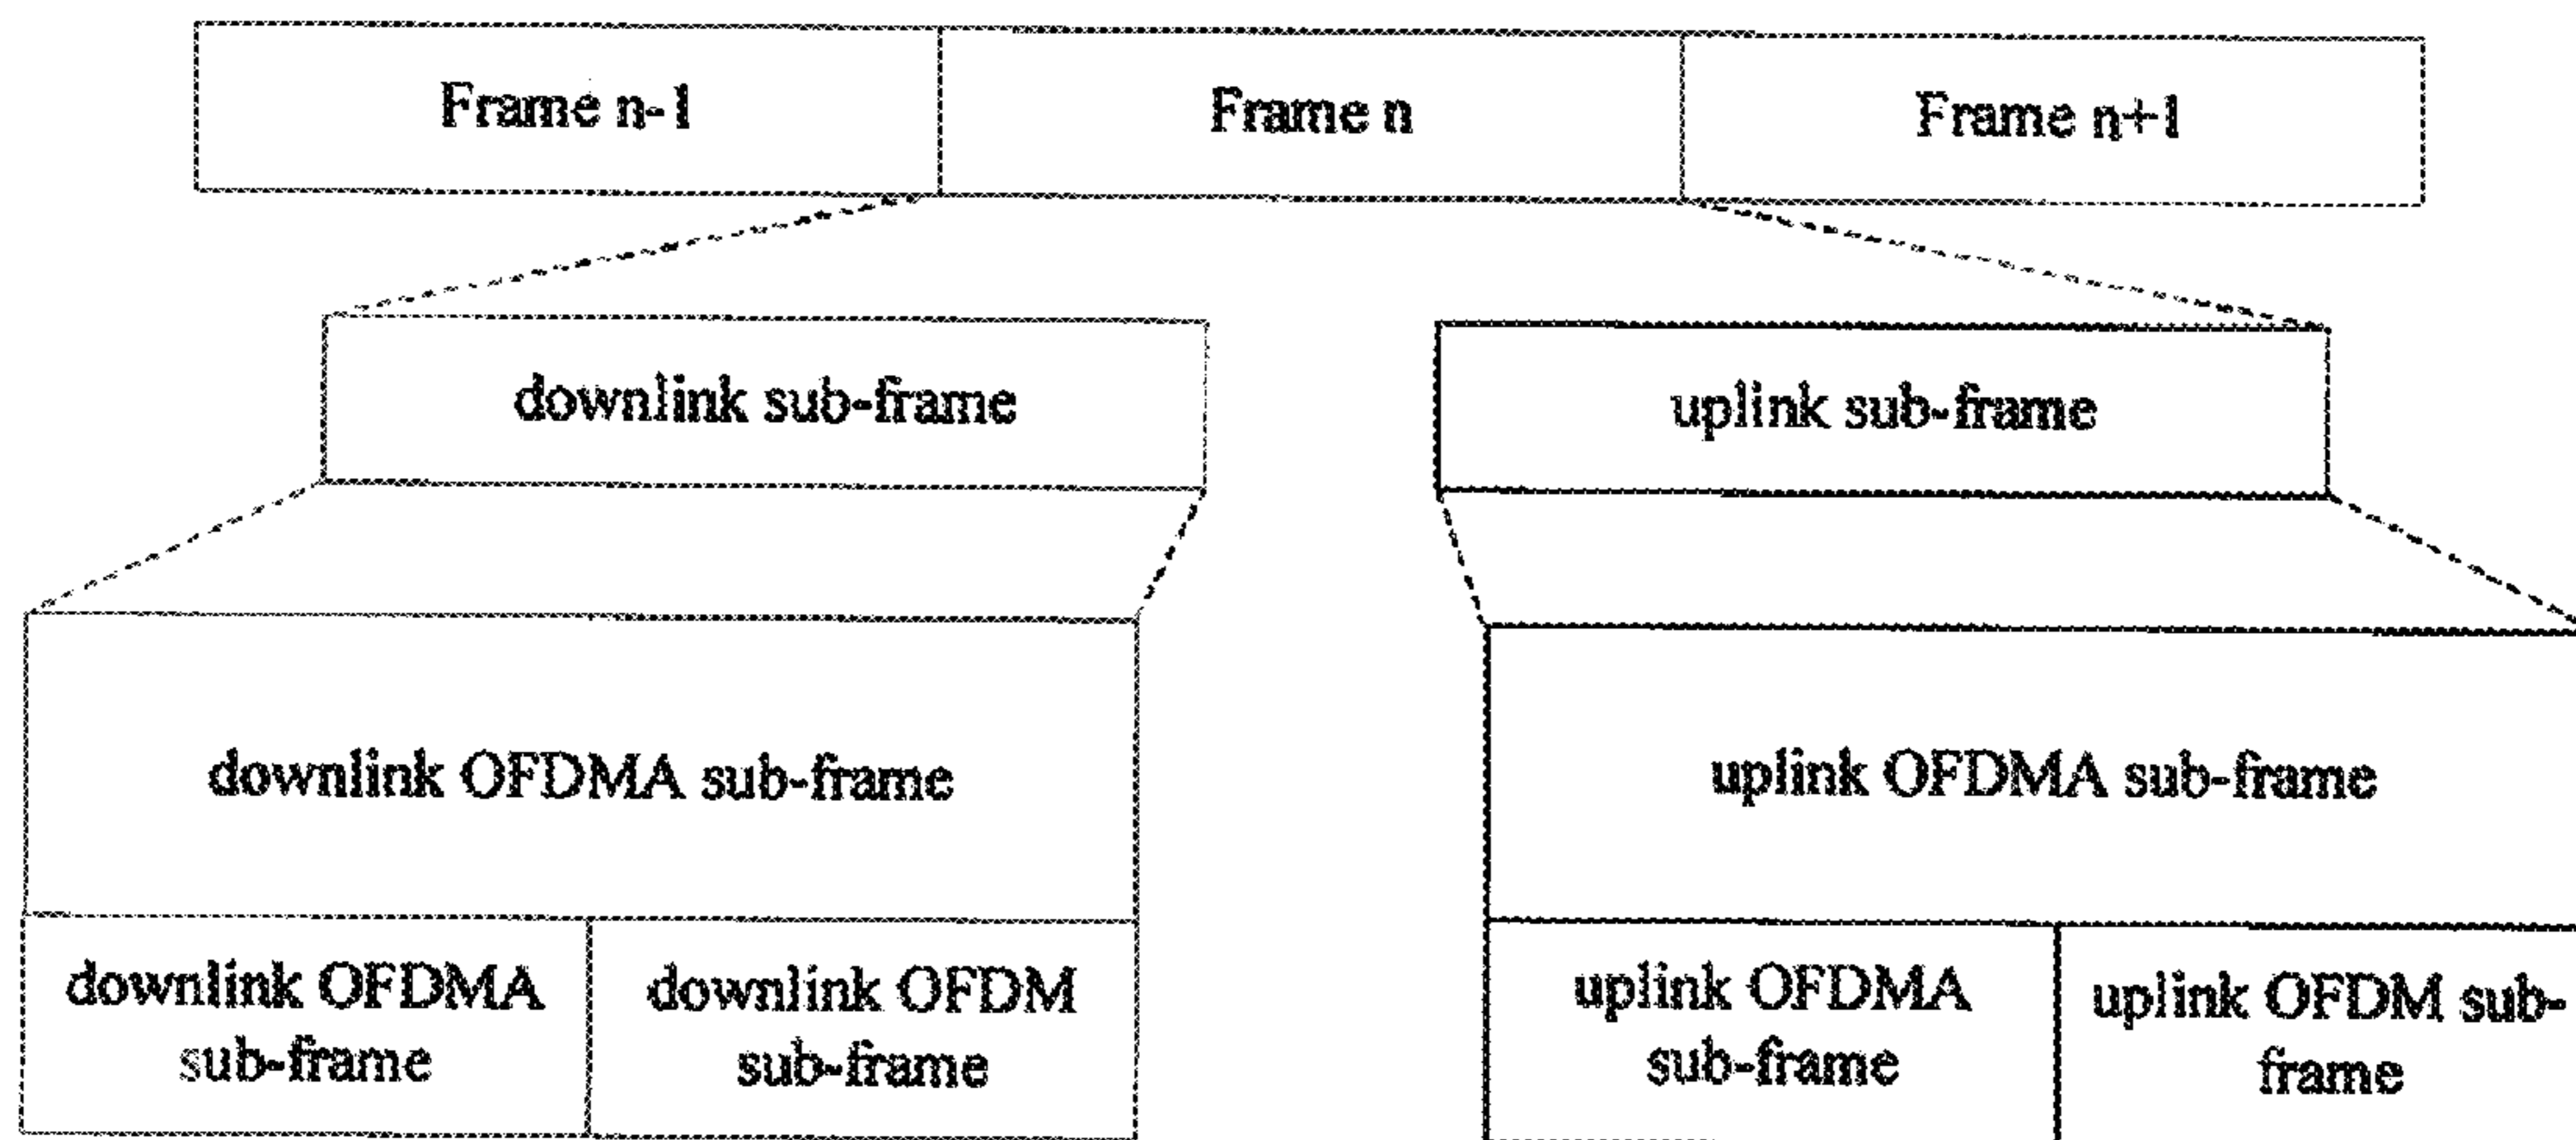 Frame n-1
Frame n
Frame n+1
downlink sub-frame
uplink sub-frame
downlink OFDMA sub-frame
uplink OFDMA sub-frame
downlink OFDMA
sub-frame
downlink OFDM
sub-frame
uplink OFDMA
sub-frame
uplink OFDM sub-
frame